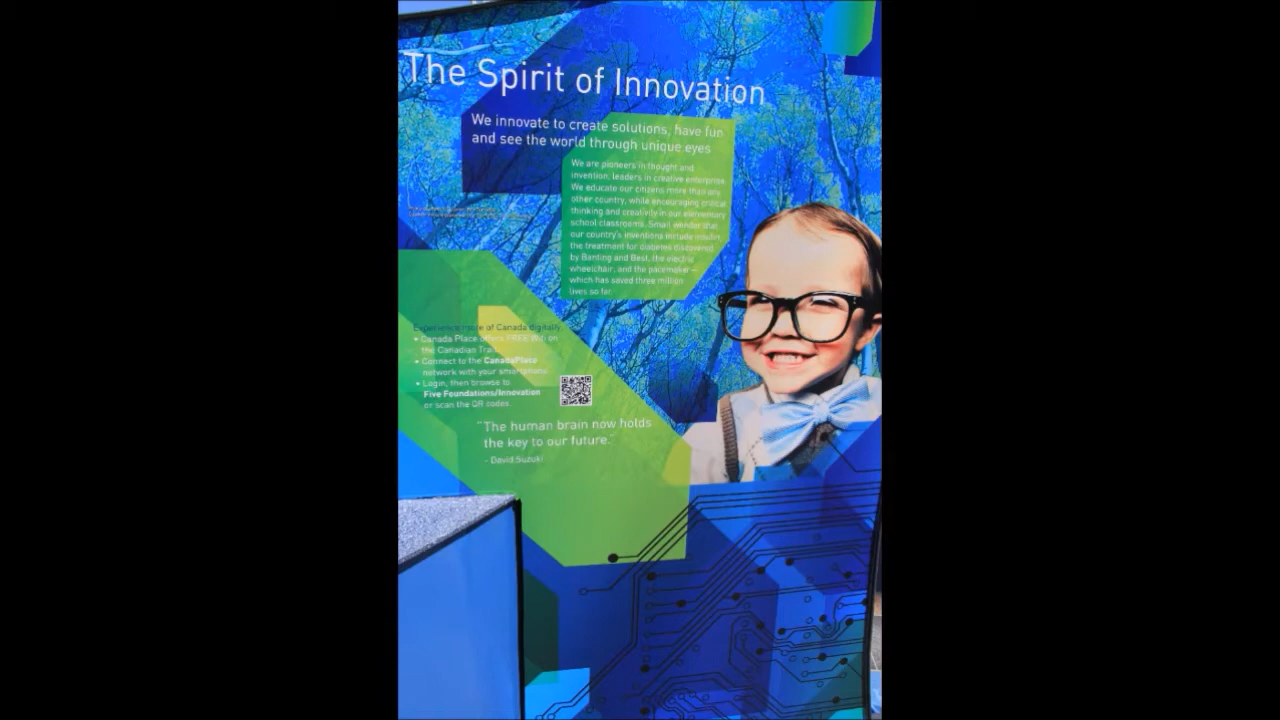 The Spirit of Innovation
We innovate to create solutions, have fun
and see the world through unique eyes
We are pioneers in thought and
invention, leaders in creative enterprise.
We educate our citizens more than any
other country, while encouraging critical
thinking and creativity in our elementary
school classrooms. Small wonder that
our country's inventions include insulin,
the treatment for diabetes discovered
by Banting and Best, the electric
wheelchair, and the pacemaker—
which has saved three million
lives so far.
Experience more of Canada digitally
• Canada Place offers FREE Wifi on
the Canadian Trail
• Connect to the CanadaPlace
network with your smartphone
• Login, then browse to
Five Foundations/Innovation
or scan the QR codes.
"The human brain now holds
the key to our future."
- David Suzuki